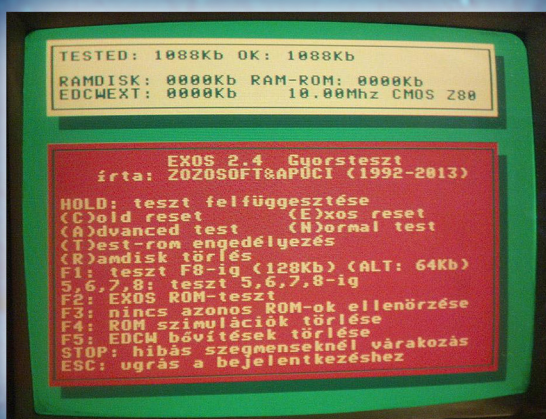 TESTED: 1088Kb OK: 1088Kb
RAMDISK: 0000Kb RAM-ROM: 0000Kb
EDCWEXT: 0000Kb 10.00Mhz CMOS Z80
EXOS 2.4 Gyorsteszt
írta: ZOZOSOFT&APUCI (1992-2013)
HOLD: teszt felfüggesztése
(C)old reset (E)xos reset
(A)dvanced test (N)ormal test
(T)est-rom engedélyezés
(R)amdisk törlés
F1: teszt F8-ig (128Kb) (ALT: 64Kb)
5,6,7,8: teszt 5,6,7,8-ig
F2: EXOS ROM-teszt
F3: nincs azonos ROM-ok ellenörzése
F4: ROM szimulációk törlése
F5: EDCW bővítések törlése
STOP: hibás szegmenseknél várakozás
ESC: ugrás a bejelentkezéshez